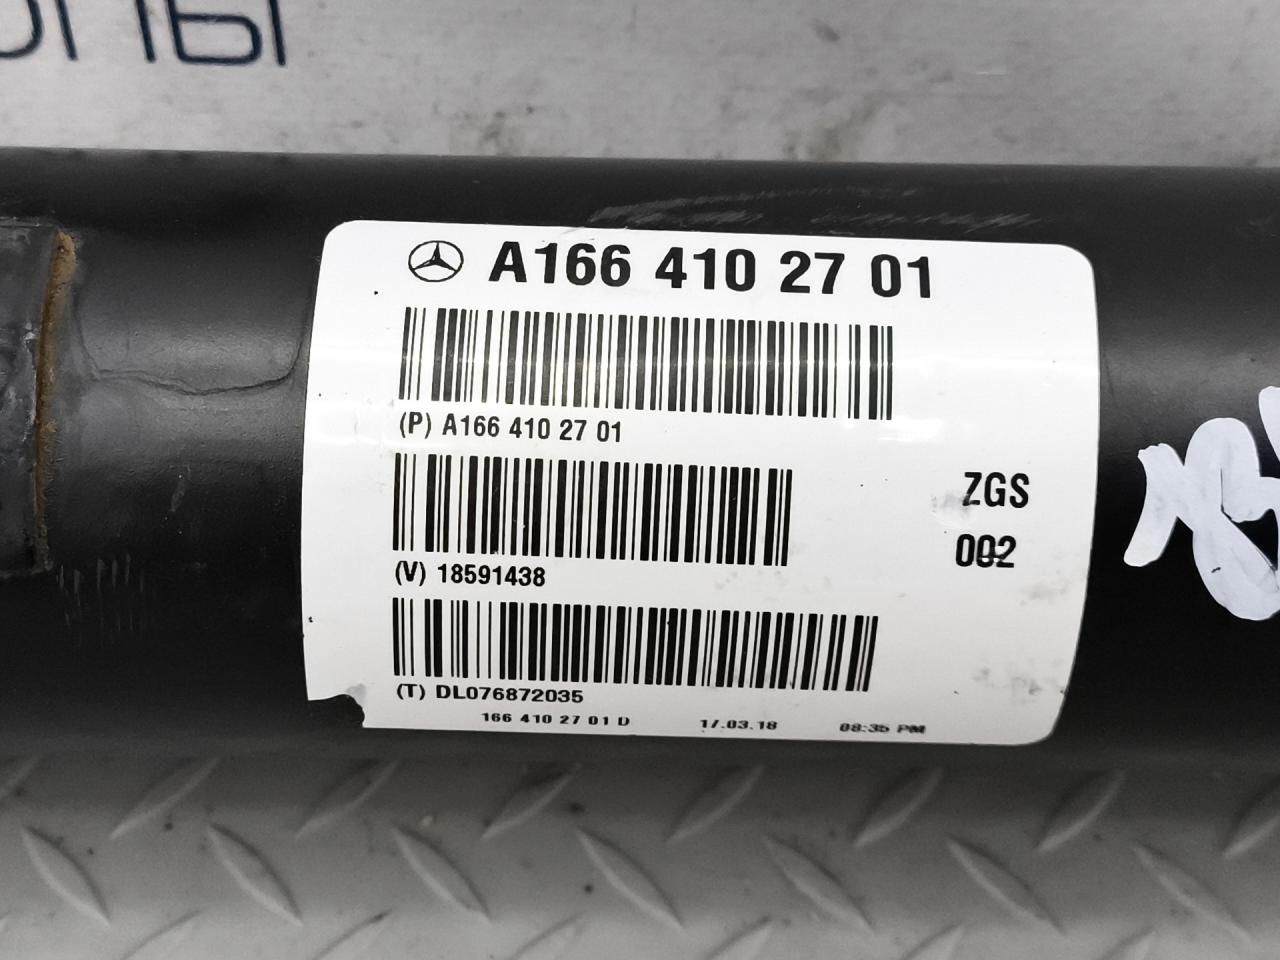 A166 410 27 01
(P) A166 410 27 01
ZGS
002
(V) 18591438
(T) DL076872035
166 410 27 01 D 17.03.18 08:35 PM